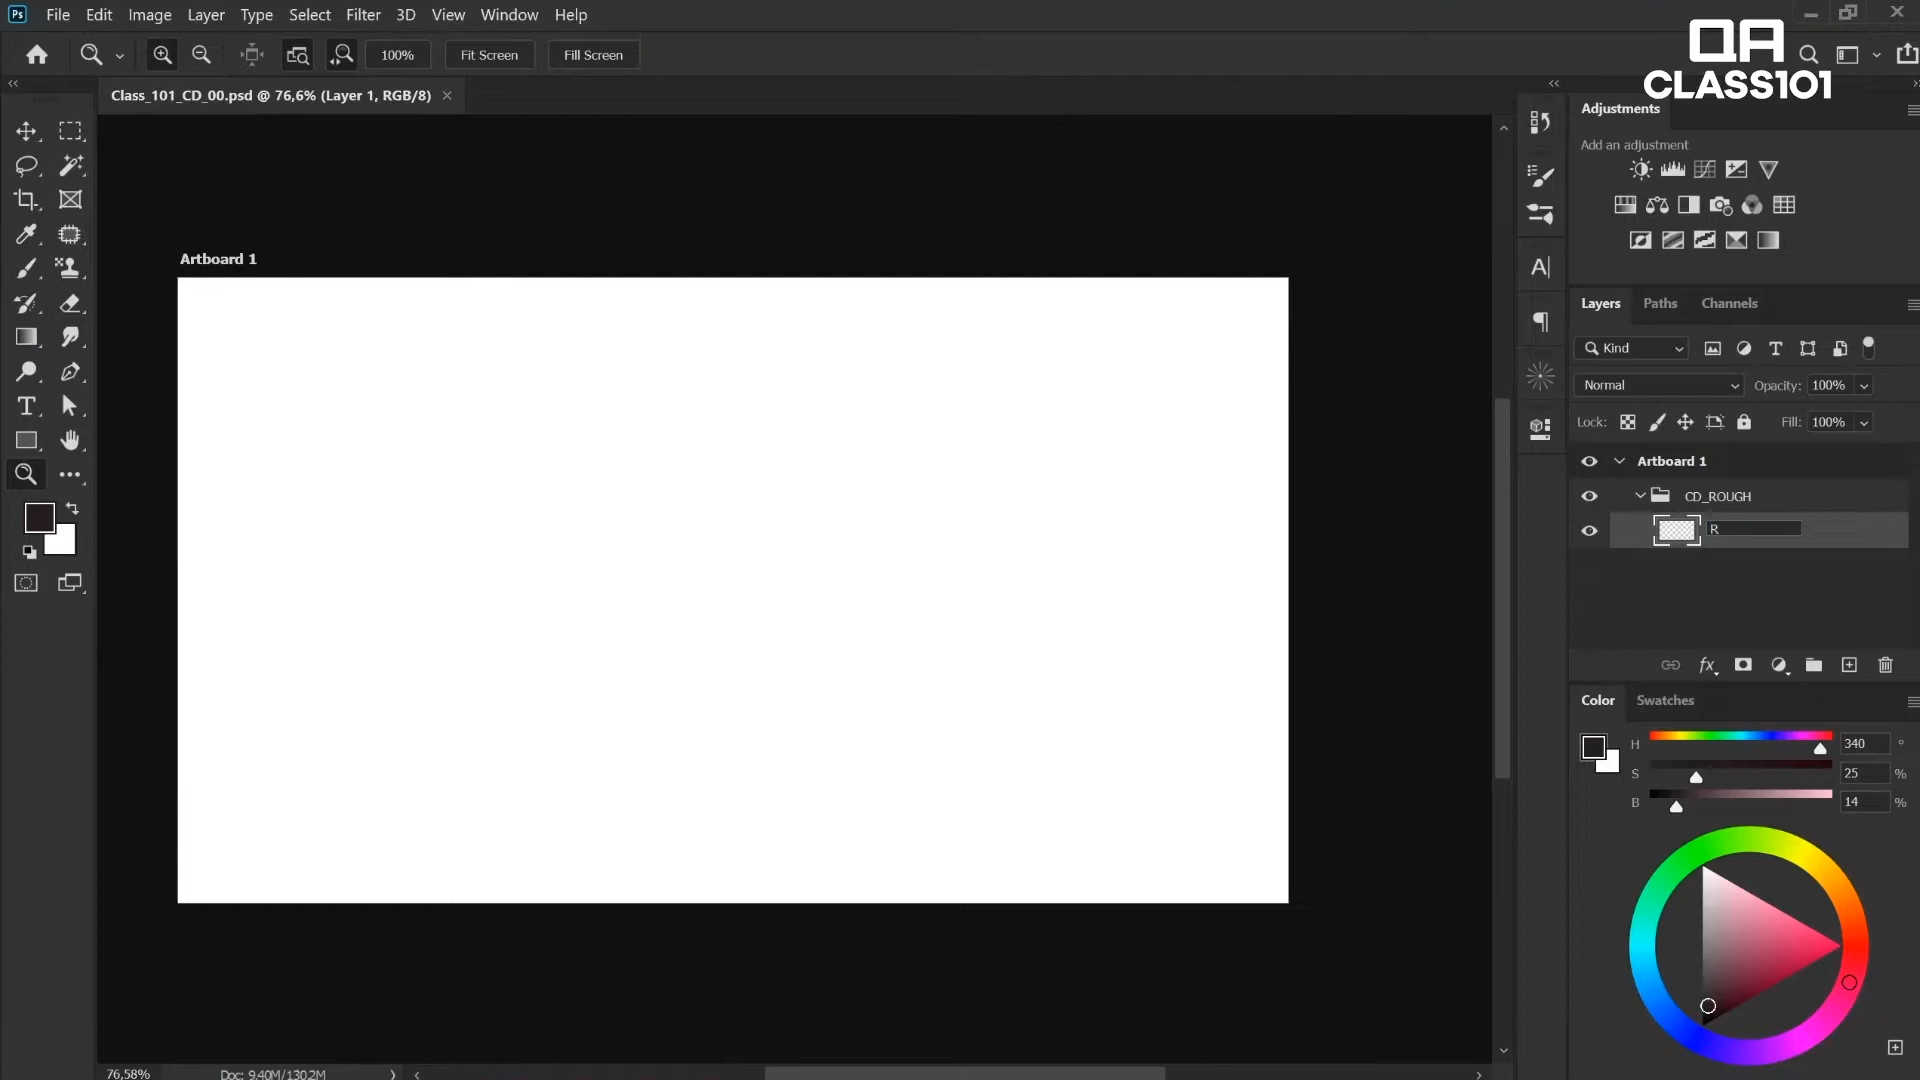 Ps File Edit Image Layer Type Select Filter 3D View Window Help
100% Fit Screen Fill Screen
QA
CLASS101
Class_101_CD_00.psd @ 76,6% (Layer 1, RGB/8)
Adjustments
Add an adjustment
Artboard 1
Layers Paths Channels
Kind
Normal Opacity: 100%
Lock: Fill: 100%
Artboard 1
CD_ROUGH
R
Color Swatches
H 340 °
S 25 %
B 14 %
76,58% Doc: 9.40M/130.2M